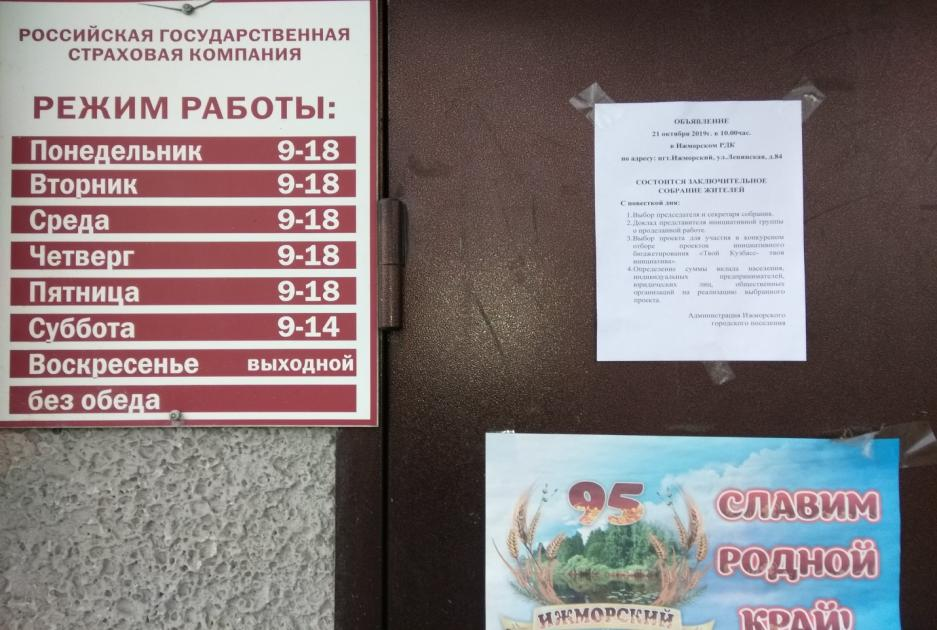 РОССИЙСКАЯ ГОСУДАРСТВЕННАЯ
СТРАХОВАЯ КОМПАНИЯ
РЕЖИМ РАБОТЫ:
Понедельник 9-18
Вторник 9-18
Среда 9-18
Четверг 9-18
Пятница 9-18
Суббота 9-14
Воскресенье выходной
без обеда
ОБЪЯВЛЕНИЕ
21 октября 2019г. в 10.00час.
в Ижморском РДК
по адресу: пгт.Ижморский, ул.Ленинская, д.84
СОСТОИТСЯ ЗАКЛЮЧИТЕЛЬНОЕ
СОБРАНИЕ ЖИТЕЛЕЙ
С повесткой дня:
1.Выбор председателя и секретаря собрания.
2.Доклад представителя инициативной группы
о проделанной работе.
3.Выбор проекта для участия в конкурсном
отборе проектов инициативного
бюджетирования «Твой Кузбасс- твоя
инициатива».
4.Определение суммы вклада населения,
индивидуальных предпринимателей,
юридических лиц, общественных
организаций на реализацию выбранного
проекта.
Администрация Ижморского
городского поселения
95
ИЖМОРСКИЙ
СЛАВИМ
РОДНОЙ
КРАЙ!